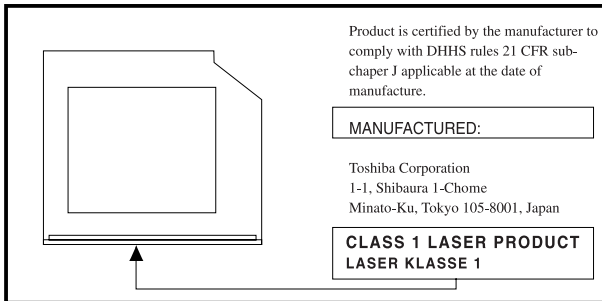 Product is certified by the manufacturer to
comply with DHHS rules 21 CFR sub-
chaper J applicable at the date of
manufacture.
MANUFACTURED:
Toshiba Corporation
1-1, Shibaura 1-Chome
Minato-Ku, Tokyo 105-8001, Japan
CLASS 1 LASER PRODUCT
LASER KLASSE 1